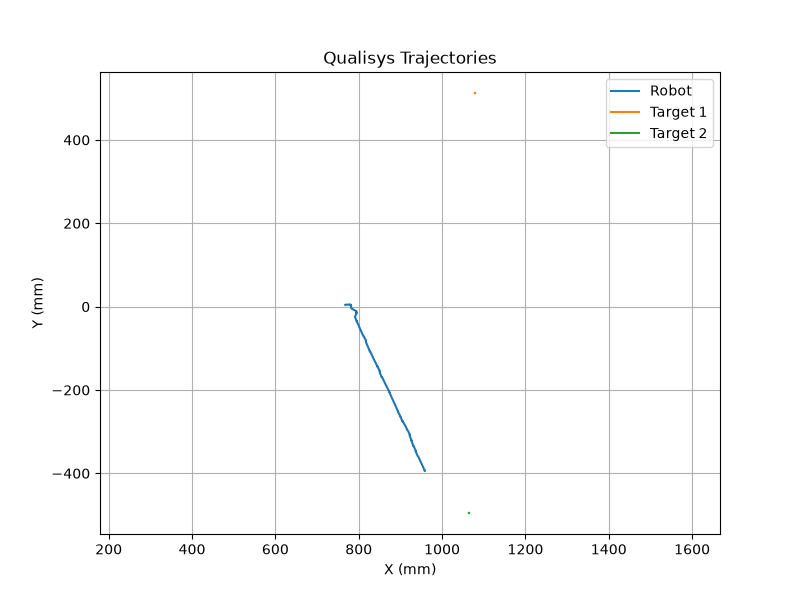 Qualisys Trajectories
Robot
Target 1
Target 2
400
200
0
−200
−400
Y (mm)
200 400 600 800 1000 1200 1400 1600
X (mm)